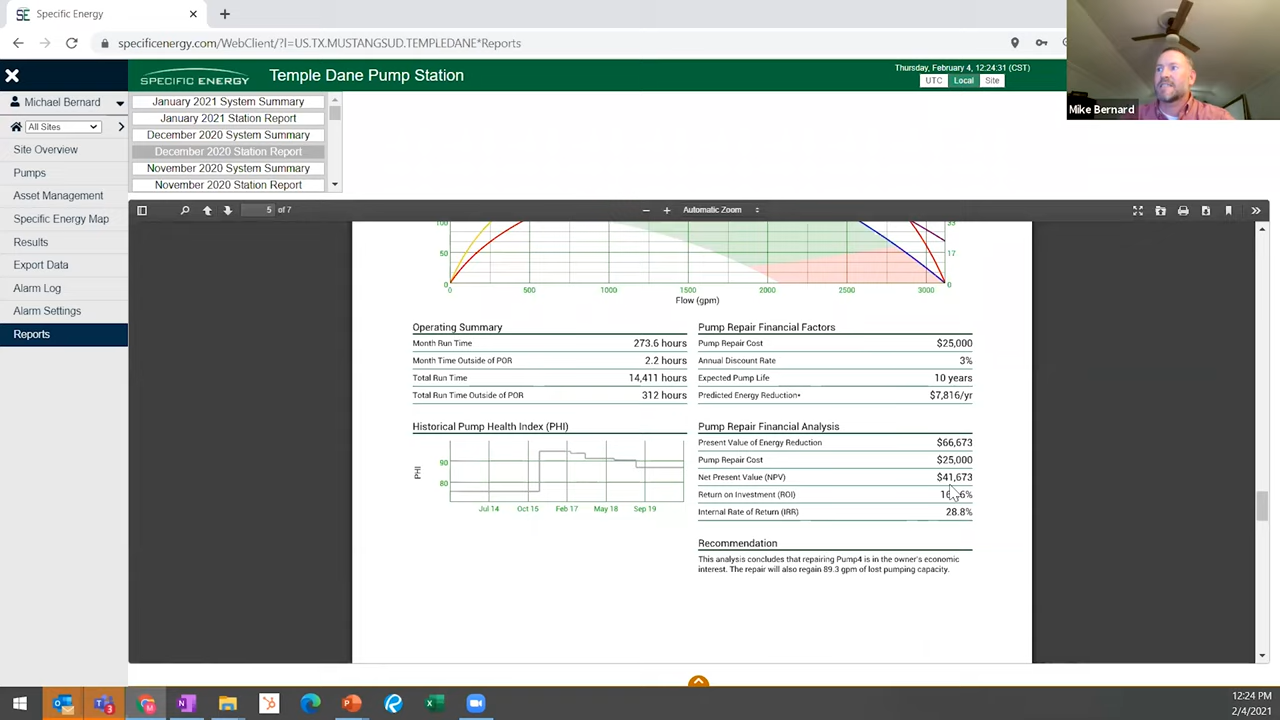 Specific Energy
specificenergy.com/WebClient/?l=US.TX.MUSTANGSUD.TEMPLEDANE*Reports
SPECIFIC ENERGY
Temple Dane Pump Station
Thursday, February 4, 2021, 12:24:31 (CST)
UTC Local Site
Mike Bernard
Michael Bernard
All Sites
Site Overview
Pumps
Asset Management
Specific Energy Map
Results
Export Data
Alarm Log
Alarm Settings
Reports
January 2021 System Summary
January 2021 Station Report
December 2020 System Summary
December 2020 Station Report
November 2020 System Summary
November 2020 Station Report
5 of 7
Automatic Zoom
100 33
50 17
0 0
0 500 1000 1500 2000 2500 3000
Flow (gpm)
Operating Summary
Month Run Time 273.6 hours
Month Time Outside of POR 2.2 hours
Total Run Time 14,411 hours
Total Run Time Outside of POR 312 hours
Historical Pump Health Index (PHI)
PHI
90
80
Jul 14 Oct 15 Feb 17 May 18 Sep 19
Pump Repair Financial Factors
Pump Repair Cost $25,000
Annual Discount Rate 3%
Expected Pump Life 10 years
Predicted Energy Reduction* $7,816/yr
Pump Repair Financial Analysis
Present Value of Energy Reduction $66,673
Pump Repair Cost $25,000
Net Present Value (NPV) $41,673
Return on Investment (ROI)
Internal Rate of Return (IRR) 28.8%
Recommendation
This analysis concludes that repairing Pump4 is in the owner's economic
interest. The repair will also regain 89.3 gpm of lost pumping capacity.
12:24 PM
2/4/2021